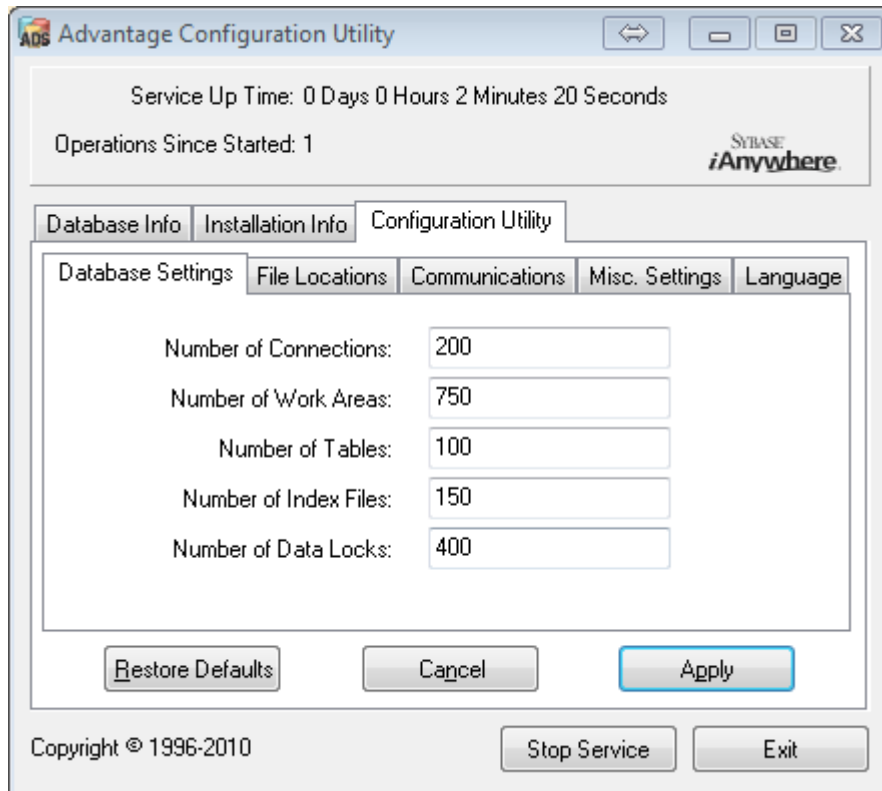 ADS Advantage Configuration Utility
Service Up Time: 0 Days 0 Hours 2 Minutes 20 Seconds
Operations Since Started: 1
SYBASE
iAnywhere.
Database Info Installation Info Configuration Utility
Database Settings File Locations Communications Misc. Settings Language
Number of Connections: 200
Number of Work Areas: 750
Number of Tables: 100
Number of Index Files: 150
Number of Data Locks: 400
Restore Defaults Cancel Apply
Copyright © 1996-2010 Stop Service Exit